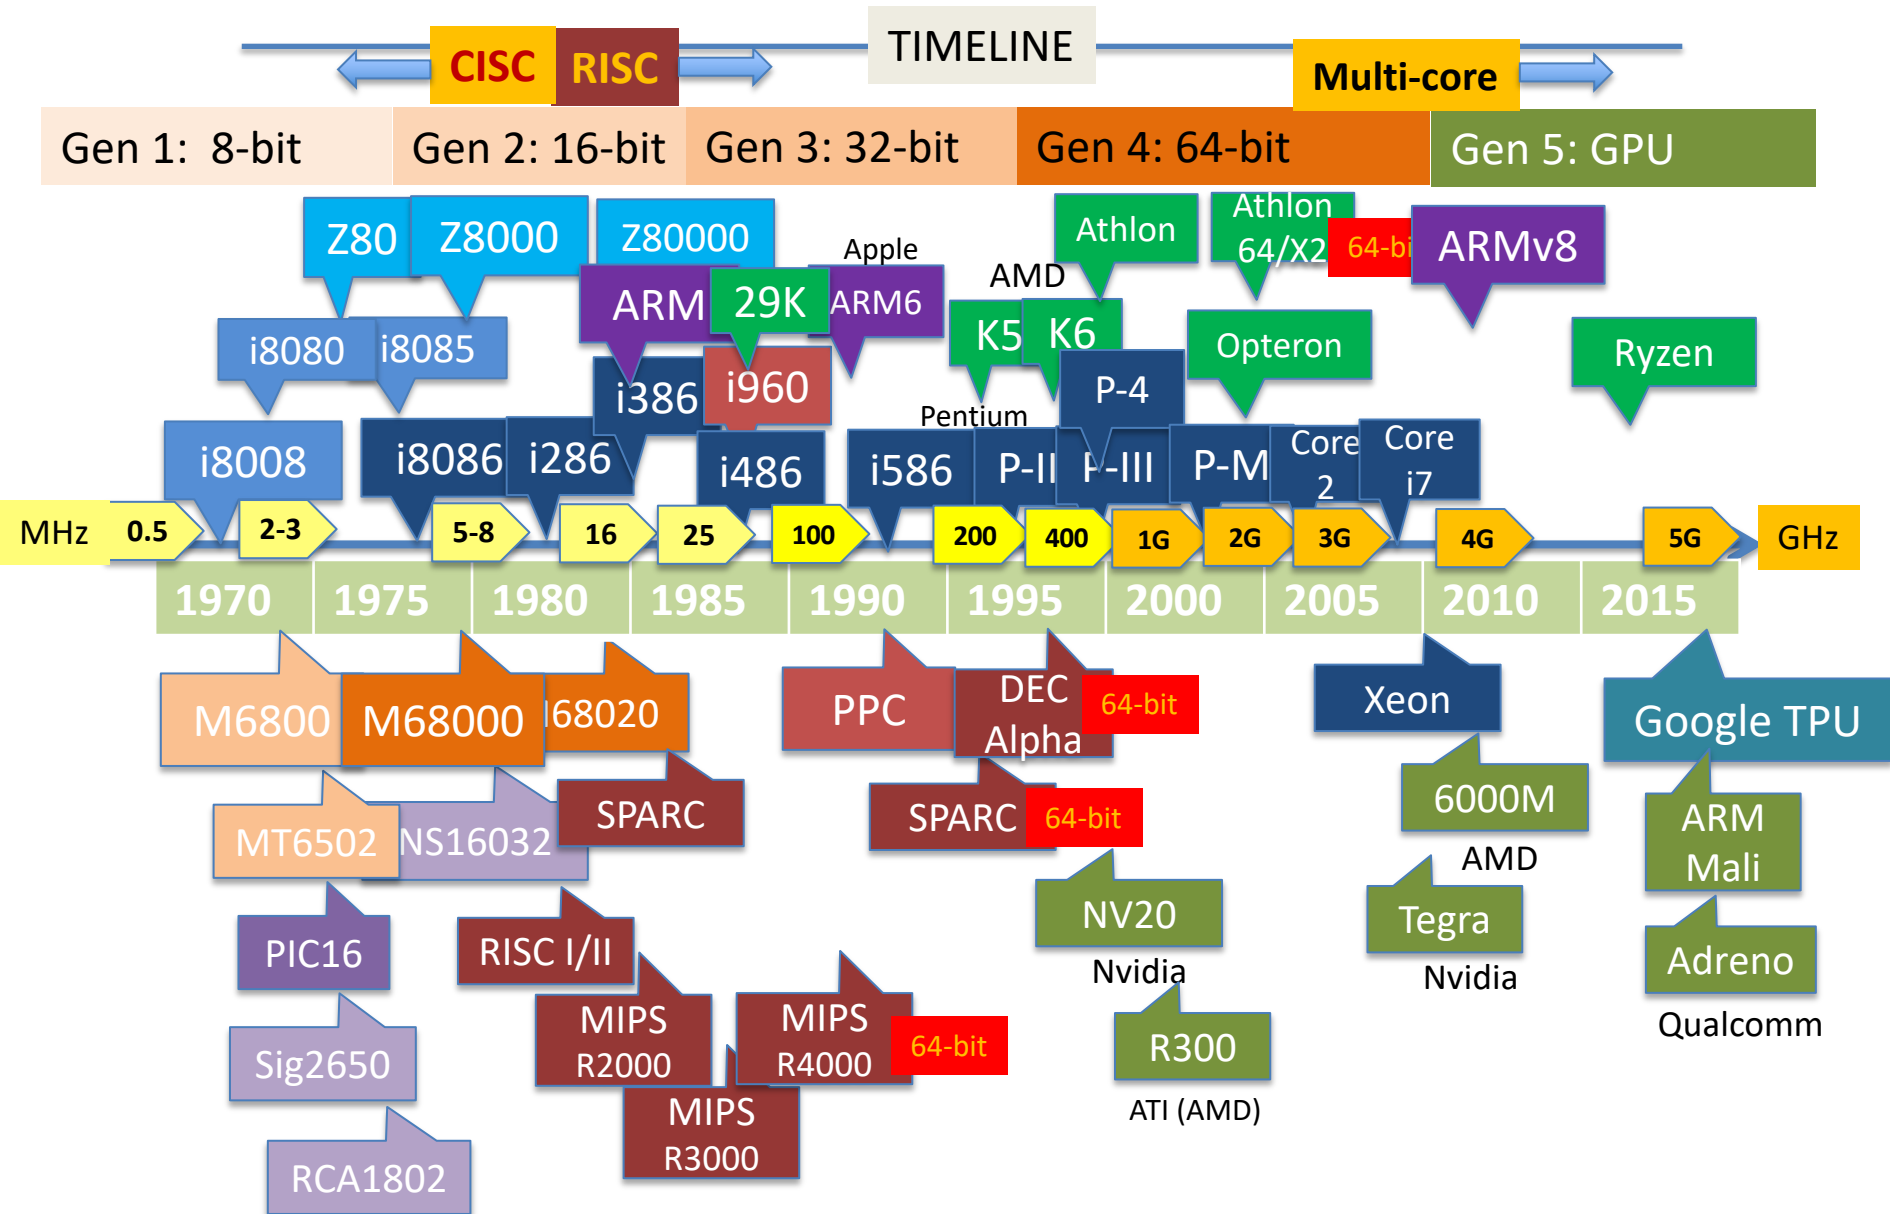 TIMELINE
CISC
RISC
Multi-core
Gen 1: 8-bit
Gen 2: 16-bit
Gen 3: 32-bit
Gen 4: 64-bit
Gen 5: GPU
Z80
Z8000
Z80000
Athlon
Athlon
64/X2
64-bi
ARMv8
Apple
AMD
ARM
29K
ARM6
K5
K6
i8080
i8085
Opteron
Ryzen
i386
i960
P-4
Pentium
i8008
i8086
i286
i486
i586
P-II
P-III
P-M
Core
2
Core
i7
MHz
0.5
2-3
5-8
16
25
100
200
400
1G
2G
3G
4G
5G
GHz
1970
1975
1980
1985
1990
1995
2000
2005
2010
2015
M6800
M68000
68020
PPC
DEC
Alpha
64-bit
Xeon
Google TPU
MT6502
NS16032
SPARC
SPARC
64-bit
6000M
AMD
ARM
Mali
PIC16
RISC I/II
NV20
Nvidia
Tegra
Nvidia
Adreno
Qualcomm
Sig2650
MIPS
R2000
MIPS
R4000
64-bit
R300
ATI (AMD)
MIPS
R3000
RCA1802